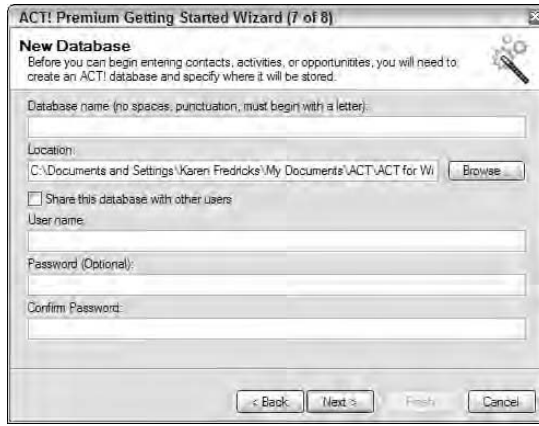 ACT! Premium Getting Started Wizard (7 of 8)
New Database
Before you can begin entering contacts, activities, or opportunitites, you will need to
create an ACT! database and specify where it will be stored.
Database name (no spaces, punctuation, must begin with a letter):
Location:
C:\Documents and Settings\Karen Fredricks\My Documents\ACT\ACT for Wi
Browse...
Share this database with other users
User name:
Password (Optional):
Confirm Password:
< Back
Next >
Finish
Cancel